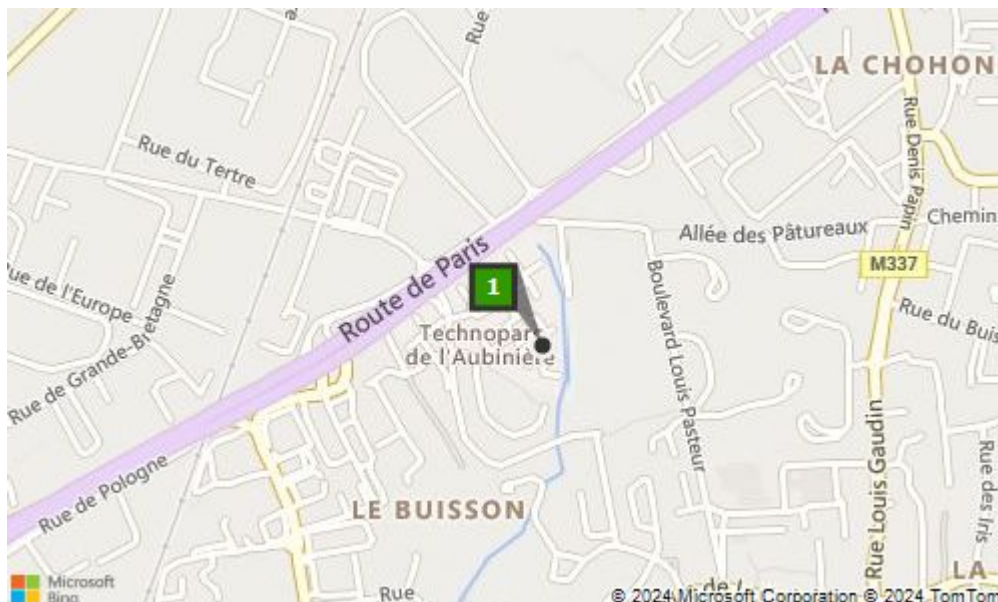 Rue
LA CHOHON
Rue Denis Papin
Rue du Tertre
Chemin
Allée des Pâtureaux
Route de Paris
M337
Rue de l'Europe
1
Boulevard Louis Pasteur
Rue de Grande-Bretagne
Rue du Buis
Technoparc
de l'Aubinière
Rue Louis Gaudin
Rue des Iris
Rue de Pologne
LE BUISSON
LA
Microsoft
Bing
Rue
© 2024 Microsoft Corporation © 2024 TomTom